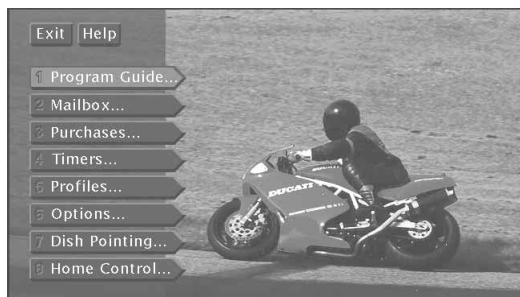 Exit Help
1 Program Guide...
2 Mailbox...
3 Purchases...
4 Timers...
5 Profiles...
6 Options...
7 Dish Pointing...
8 Home Control...
DUCATI